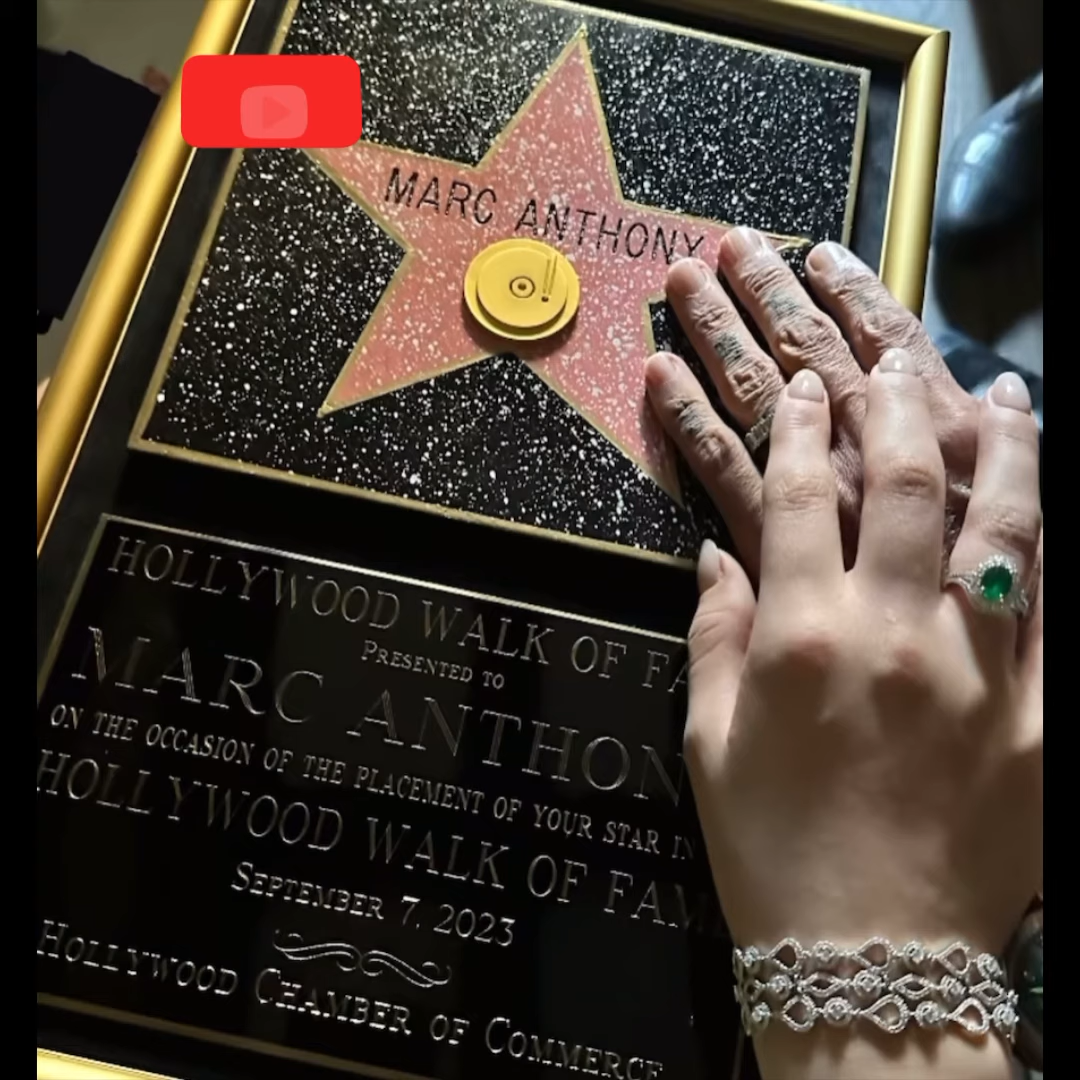 MARC ANTHONY
HOLLYWOOD WALK OF FA
PRESENTED TO
MARC ANTHON
ON THE OCCASION OF THE PLACEMENT OF YOUR STAR IN
HOLLYWOOD WALK OF FAM
SEPTEMBER 7, 2023
HOLLYWOOD CHAMBER OF COMMERCE